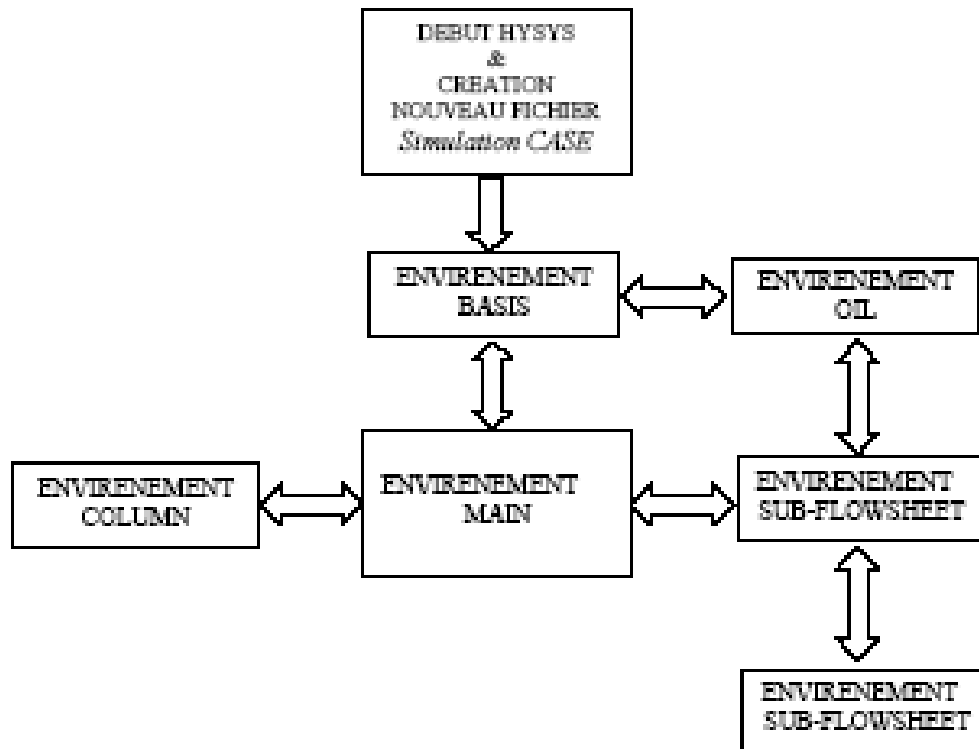 DEBUT HYSYS
&
CREATION
NOUVEAU FICHIER
Simulation CASE
ENVIRENEMENT
BASIS
ENVIRENEMENT
OIL
ENVIRENEMENT
COLUMN
ENVIRENEMENT
MAIN
ENVIRENEMENT
SUB-FLOWSHEET
ENVIRENEMENT
SUB-FLOWSHEET